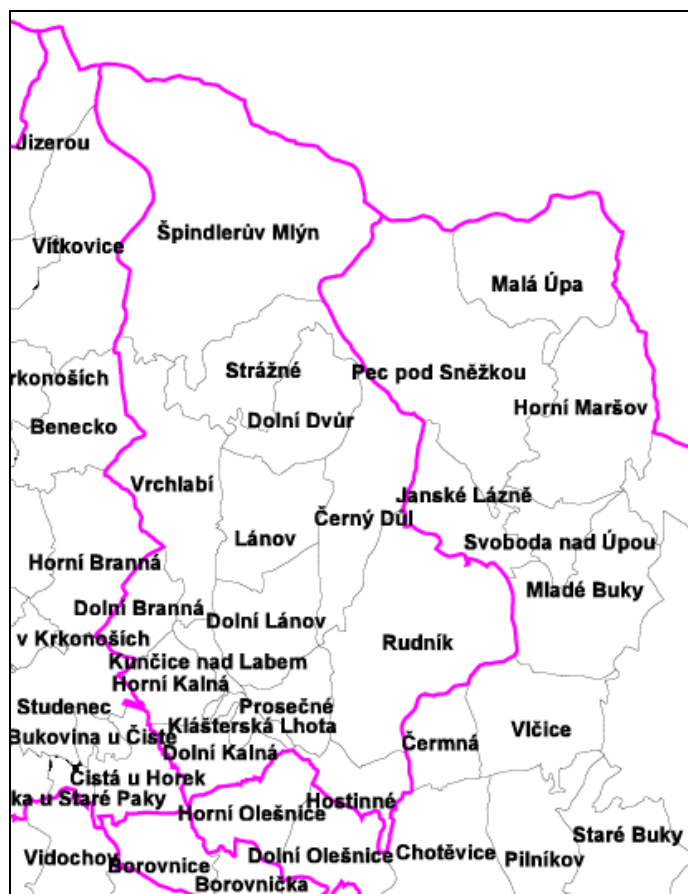 Jizerou
Špindlerův Mlýn
Vítkovice
Malá Úpa
Strážné
Pec pod Sněžkou
rkonoších
Horní Maršov
Dolní Dvůr
Benecko
Vrchlabí
Janské Lázně
Černý Důl
Lánov
Svoboda nad Úpou
Horní Branná
Mladé Buky
Dolní Branná
Dolní Lánov
v Krkonoších
Rudník
Kunčice nad Labem
Horní Kalná
Studenec
Prosečné
Klášterská Lhota
Vlčice
Bukovina u Čisté
Čermná
Dolní Kalná
Čistá u Horek
ka u Staré Paky
Hostinné
Horní Olešnice
Staré Buky
Chotěvice
Dolní Olešnice
Vidochov
Pilníkov
Borovnice
Borovnička